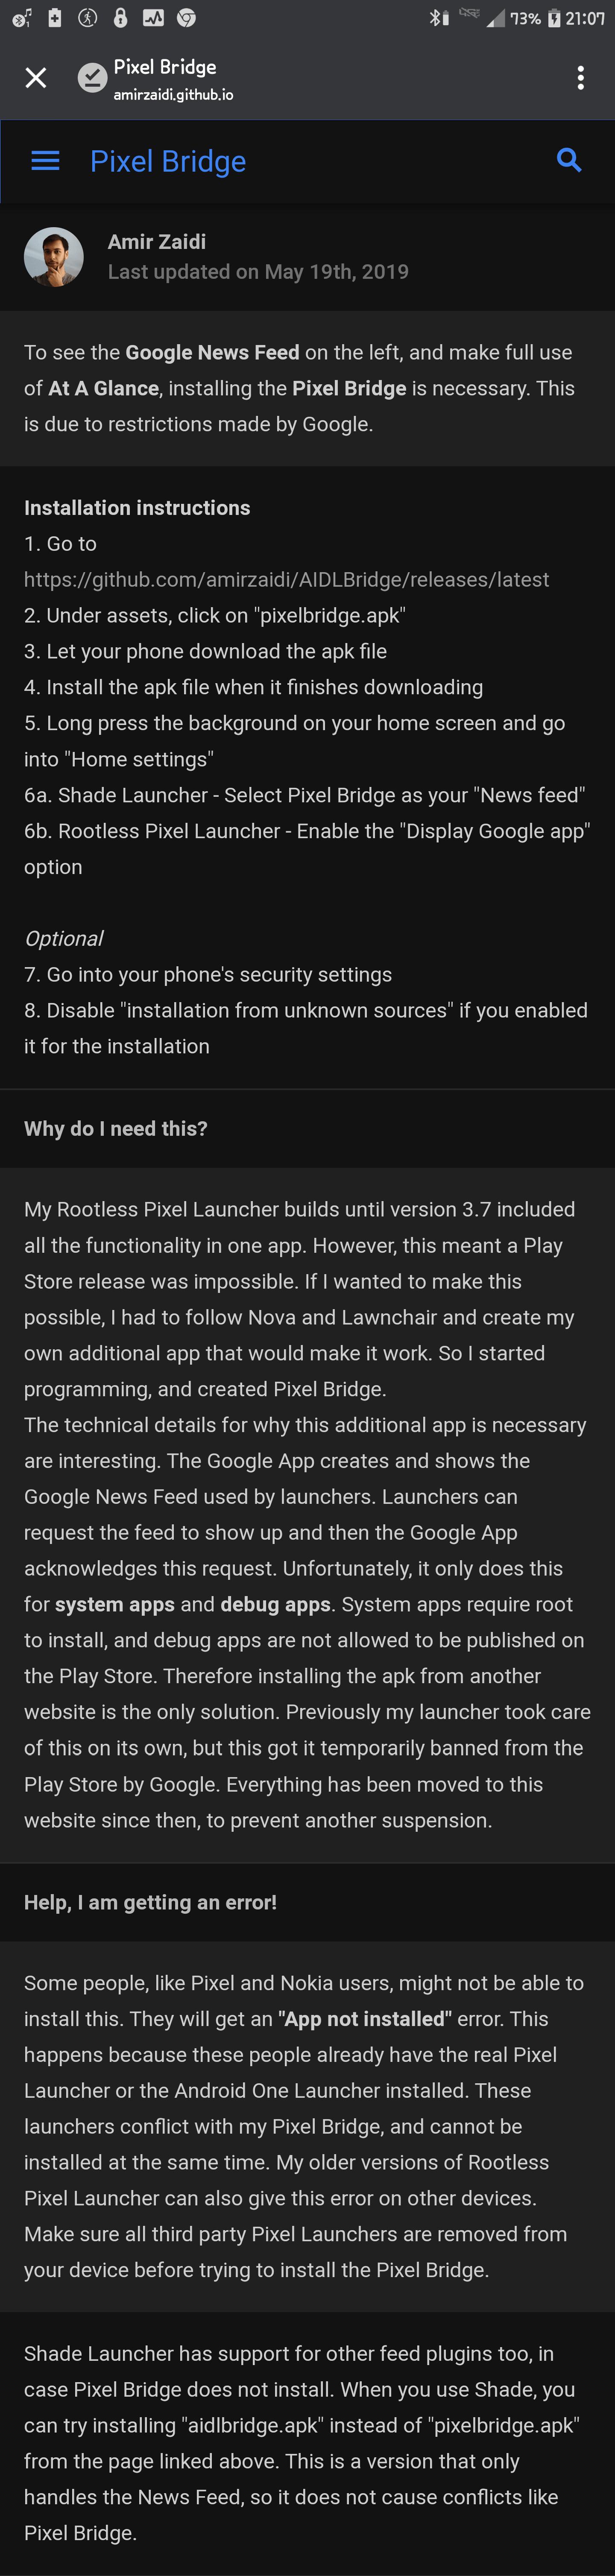 73% 21:07
Pixel Bridge
amirzaidi.github.io
Pixel Bridge
Amir Zaidi
Last updated on May 19th, 2019
To see the Google News Feed on the left, and make full use
of At A Glance, installing the Pixel Bridge is necessary. This
is due to restrictions made by Google.
Installation instructions
1. Go to
https://github.com/amirzaidi/AIDLBridge/releases/latest
2. Under assets, click on "pixelbridge.apk"
3. Let your phone download the apk file
4. Install the apk file when it finishes downloading
5. Long press the background on your home screen and go
into "Home settings"
6a. Shade Launcher - Select Pixel Bridge as your "News feed"
6b. Rootless Pixel Launcher - Enable the "Display Google app"
option
Optional
7. Go into your phone's security settings
8. Disable "installation from unknown sources" if you enabled
it for the installation
Why do I need this?
My Rootless Pixel Launcher builds until version 3.7 included
all the functionality in one app. However, this meant a Play
Store release was impossible. If I wanted to make this
possible, I had to follow Nova and Lawnchair and create my
own additional app that would make it work. So I started
programming, and created Pixel Bridge.
The technical details for why this additional app is necessary
are interesting. The Google App creates and shows the
Google News Feed used by launchers. Launchers can
request the feed to show up and then the Google App
acknowledges this request. Unfortunately, it only does this
for system apps and debug apps. System apps require root
to install, and debug apps are not allowed to be published on
the Play Store. Therefore installing the apk from another
website is the only solution. Previously my launcher took care
of this on its own, but this got it temporarily banned from the
Play Store by Google. Everything has been moved to this
website since then, to prevent another suspension.
Help, I am getting an error!
Some people, like Pixel and Nokia users, might not be able to
install this. They will get an "App not installed" error. This
happens because these people already have the real Pixel
Launcher or the Android One Launcher installed. These
launchers conflict with my Pixel Bridge, and cannot be
installed at the same time. My older versions of Rootless
Pixel Launcher can also give this error on other devices.
Make sure all third party Pixel Launchers are removed from
your device before trying to install the Pixel Bridge.
Shade Launcher has support for other feed plugins too, in
case Pixel Bridge does not install. When you use Shade, you
can try installing "aidlbridge.apk" instead of "pixelbridge.apk"
from the page linked above. This is a version that only
handles the News Feed, so it does not cause conflicts like
Pixel Bridge.